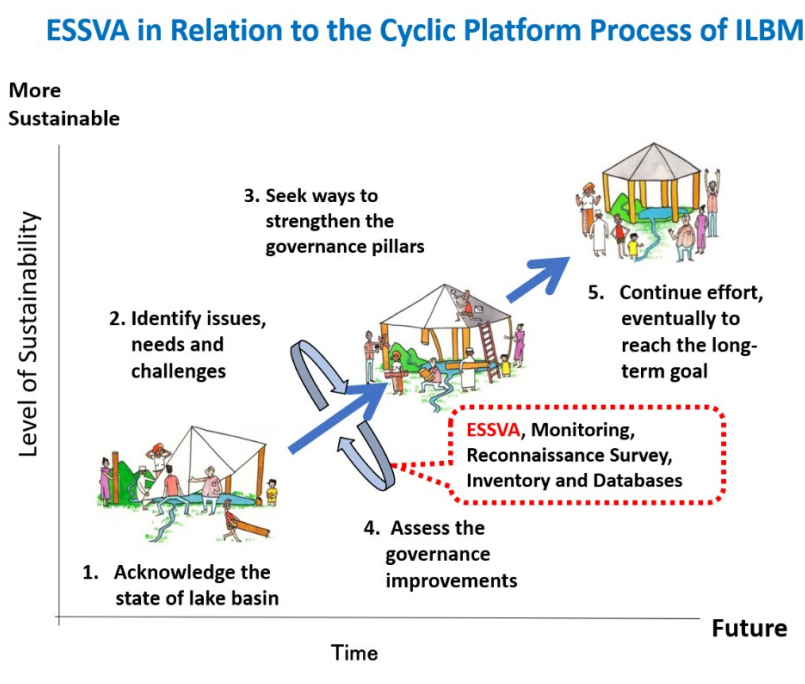 ESSVA in Relation to the Cyclic Platform Process of ILBM
More
Sustainable
Level of Sustainability
3. Seek ways to
strengthen the
governance pillars
2. Identify issues,
needs and
challenges
5. Continue effort,
eventually to
reach the long-
term goal
ESSVA, Monitoring,
Reconnaissance Survey,
Inventory and Databases
4. Assess the
governance
improvements
1. Acknowledge the
state of lake basin
Future
Time